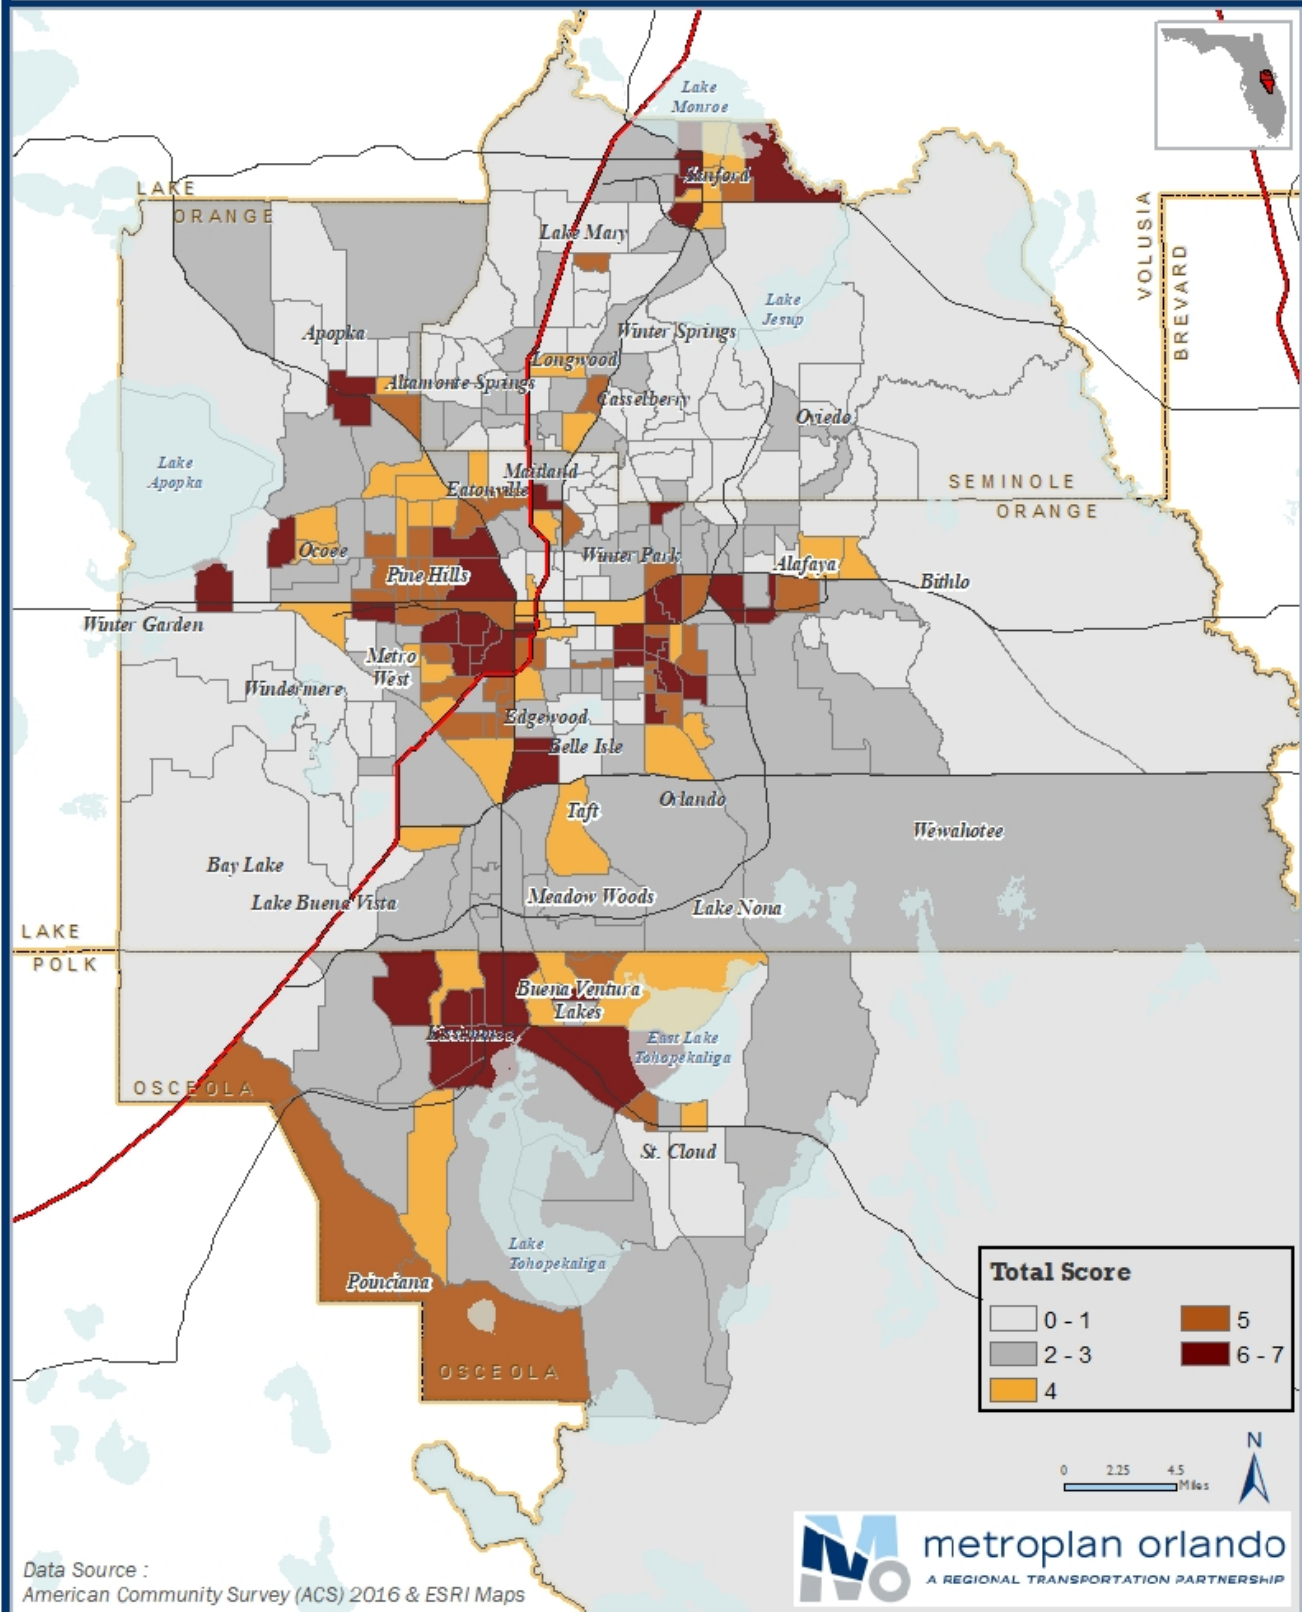 Lake
Monroe
Sanford
LAKE
ORANGE
Lake Mary
VOLUSIA
BREVARD
Lake
Jesup
Apopka
Winter Springs
Longwood
Altamonte Springs
Casselberry
Oviedo
Lake
Apopka
Maitland
Eatonville
SEMINOLE
ORANGE
Ocoee
Winter Park
Pine Hills
Alafaya
Bithlo
Winter Garden
Metro
West
Windermere
Edgewood
Belle Isle
Orlando
Taft
Wewahotee
Bay Lake
Lake Buena Vista
Meadow Woods
Lake Nona
LAKE
POLK
Buena Ventura
Lakes
Kissimmee
East Lake
Tohopekaliga
OSCEOLA
St. Cloud
Lake
Tohopekaliga
Poinciana
OSCEOLA
Total Score
0 - 1
5
2 - 3
6 - 7
4
N
0 2.25 4.5
Miles
metroplan orlando
A REGIONAL TRANSPORTATION PARTNERSHIP
Data Source :
American Community Survey (ACS) 2016 & ESRI Maps